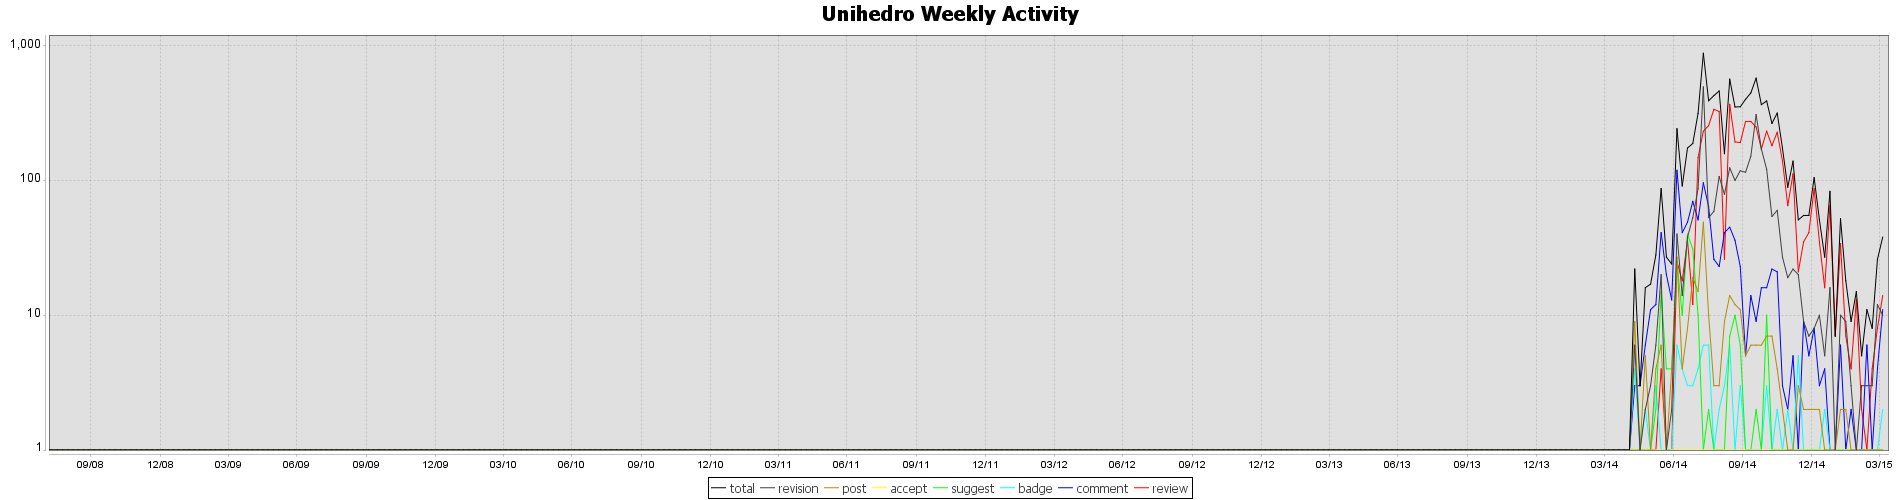 Unihedro Weekly Activity
1,000
100
10
1
09/08 12/08 03/09 06/09 09/09 12/09 03/10 06/10 09/10 12/10 03/11 06/11 09/11 12/11 03/12 06/12 09/12 12/12 03/13 06/13 09/13 12/13 03/14 06/14 09/14 12/14 03/15
total revision post accept suggest badge comment review